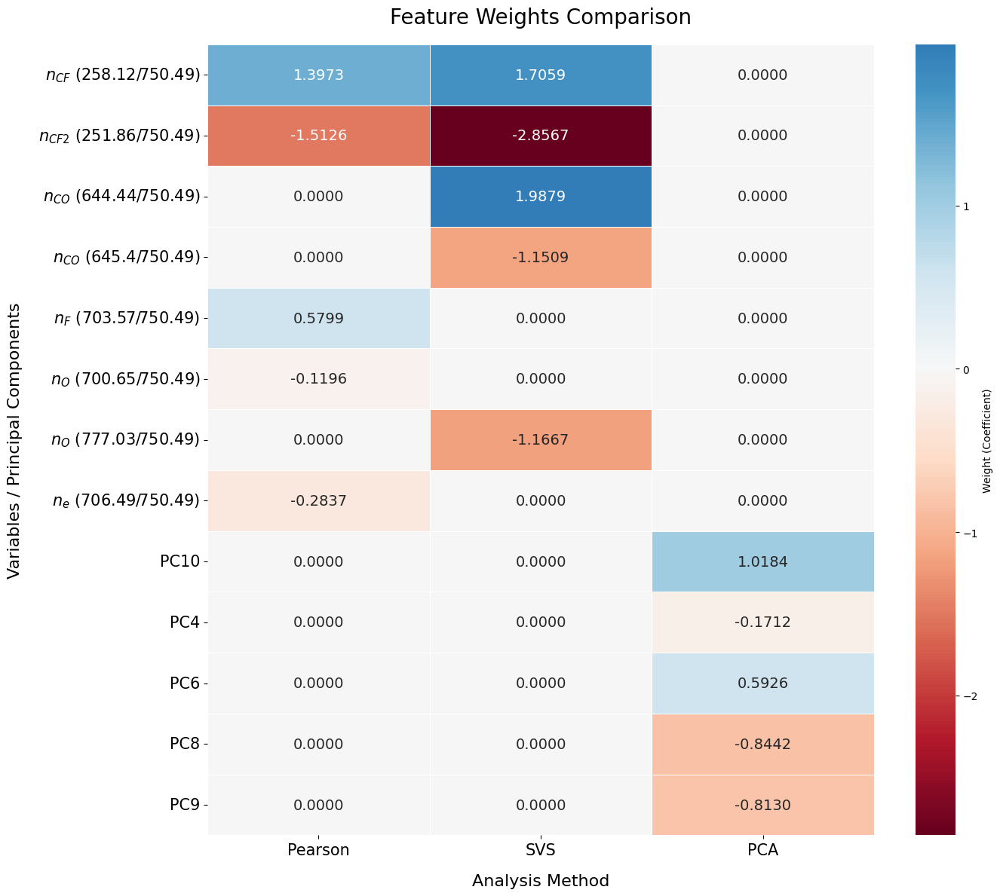 Feature Weights Comparison
n_CF (258.12/750.49) 1.3973 1.7059 0.0000
n_CF2 (251.86/750.49) -1.5126 -2.8567 0.0000
n_CO (644.44/750.49) 0.0000 1.9879 0.0000
n_CO (645.4/750.49) 0.0000 -1.1509 0.0000
n_F (703.57/750.49) 0.5799 0.0000 0.0000
n_O (700.65/750.49) -0.1196 0.0000 0.0000
n_O (777.03/750.49) 0.0000 -1.1667 0.0000
n_e (706.49/750.49) -0.2837 0.0000 0.0000
PC10 0.0000 0.0000 1.0184
PC4 0.0000 0.0000 -0.1712
PC6 0.0000 0.0000 0.5926
PC8 0.0000 0.0000 -0.8442
PC9 0.0000 0.0000 -0.8130
Pearson SVS PCA
Analysis Method
Variables / Principal Components
1
0
−1
−2
Weight (Coefficient)